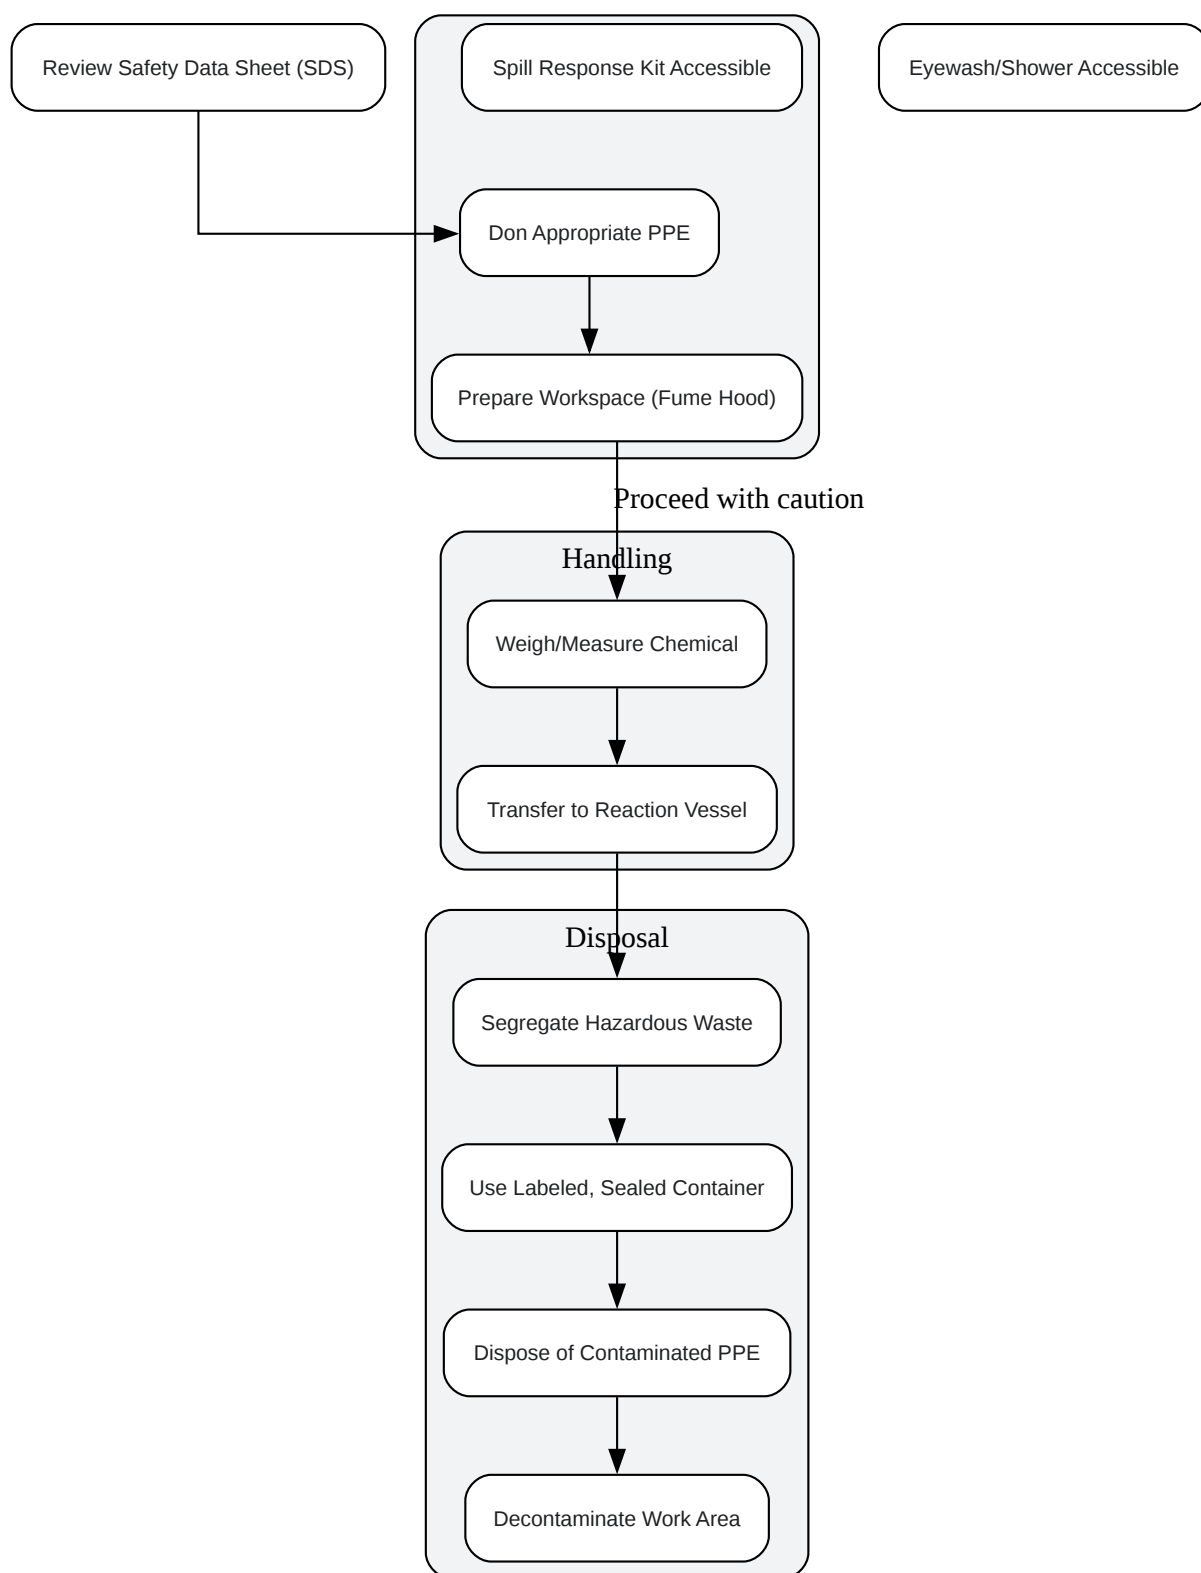 Review Safety Data Sheet (SDS)
Spill Response Kit Accessible
Eyewash/Shower Accessible
Don Appropriate PPE
Prepare Workspace (Fume Hood)
Proceed with caution
Handling
Weigh/Measure Chemical
Transfer to Reaction Vessel
Disposal
Segregate Hazardous Waste
Use Labeled, Sealed Container
Dispose of Contaminated PPE
Decontaminate Work Area